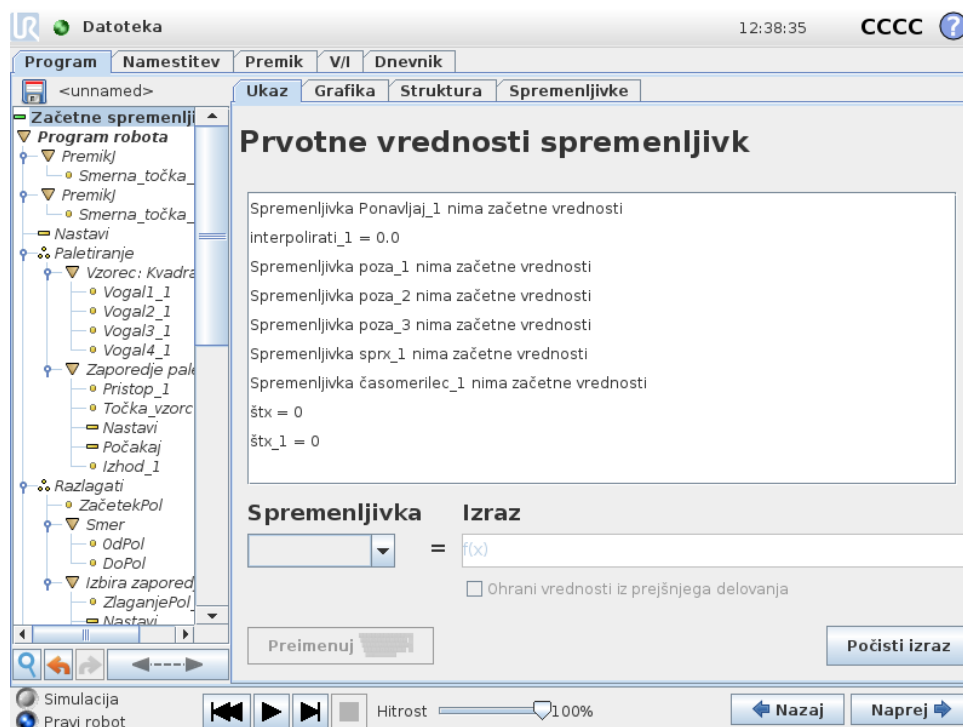 UR Datoteka 12:38:35 CCCC ?
Program Namestitev Premik V/I Dnevnik
<unnamed>
Ukaz Grafika Struktura Spremenljivke
Začetne spremenlji
Program robota
PremikJ
Smerna_točka_
PremikJ
Smerna_točka_
Nastavi
Paletiranje
Vzorec: Kvadra
Vogal1_1
Vogal2_1
Vogal3_1
Vogal4_1
Zaporedje pale
Pristop_1
Točka_vzorc
Nastavi
Počakaj
Izhod_1
Razlagati
ZačetekPol
Smer
OdPol
DoPol
Izbira zapored
ZlaganjePol_
Nastavi
Prvotne vrednosti spremenljivk
Spremenljivka Ponavljaj_1 nima začetne vrednosti
interpolirati_1 = 0.0
Spremenljivka poza_1 nima začetne vrednosti
Spremenljivka poza_2 nima začetne vrednosti
Spremenljivka poza_3 nima začetne vrednosti
Spremenljivka sprx_1 nima začetne vrednosti
Spremenljivka časomerilec_1 nima začetne vrednosti
štx = 0
štx_1 = 0
Spremenljivka Izraz
= f(x)
Ohrani vrednosti iz prejšnjega delovanja
Preimenuj
Počisti izraz
Simulacija
Pravi robot
Hitrost 100%
Nazaj Naprej